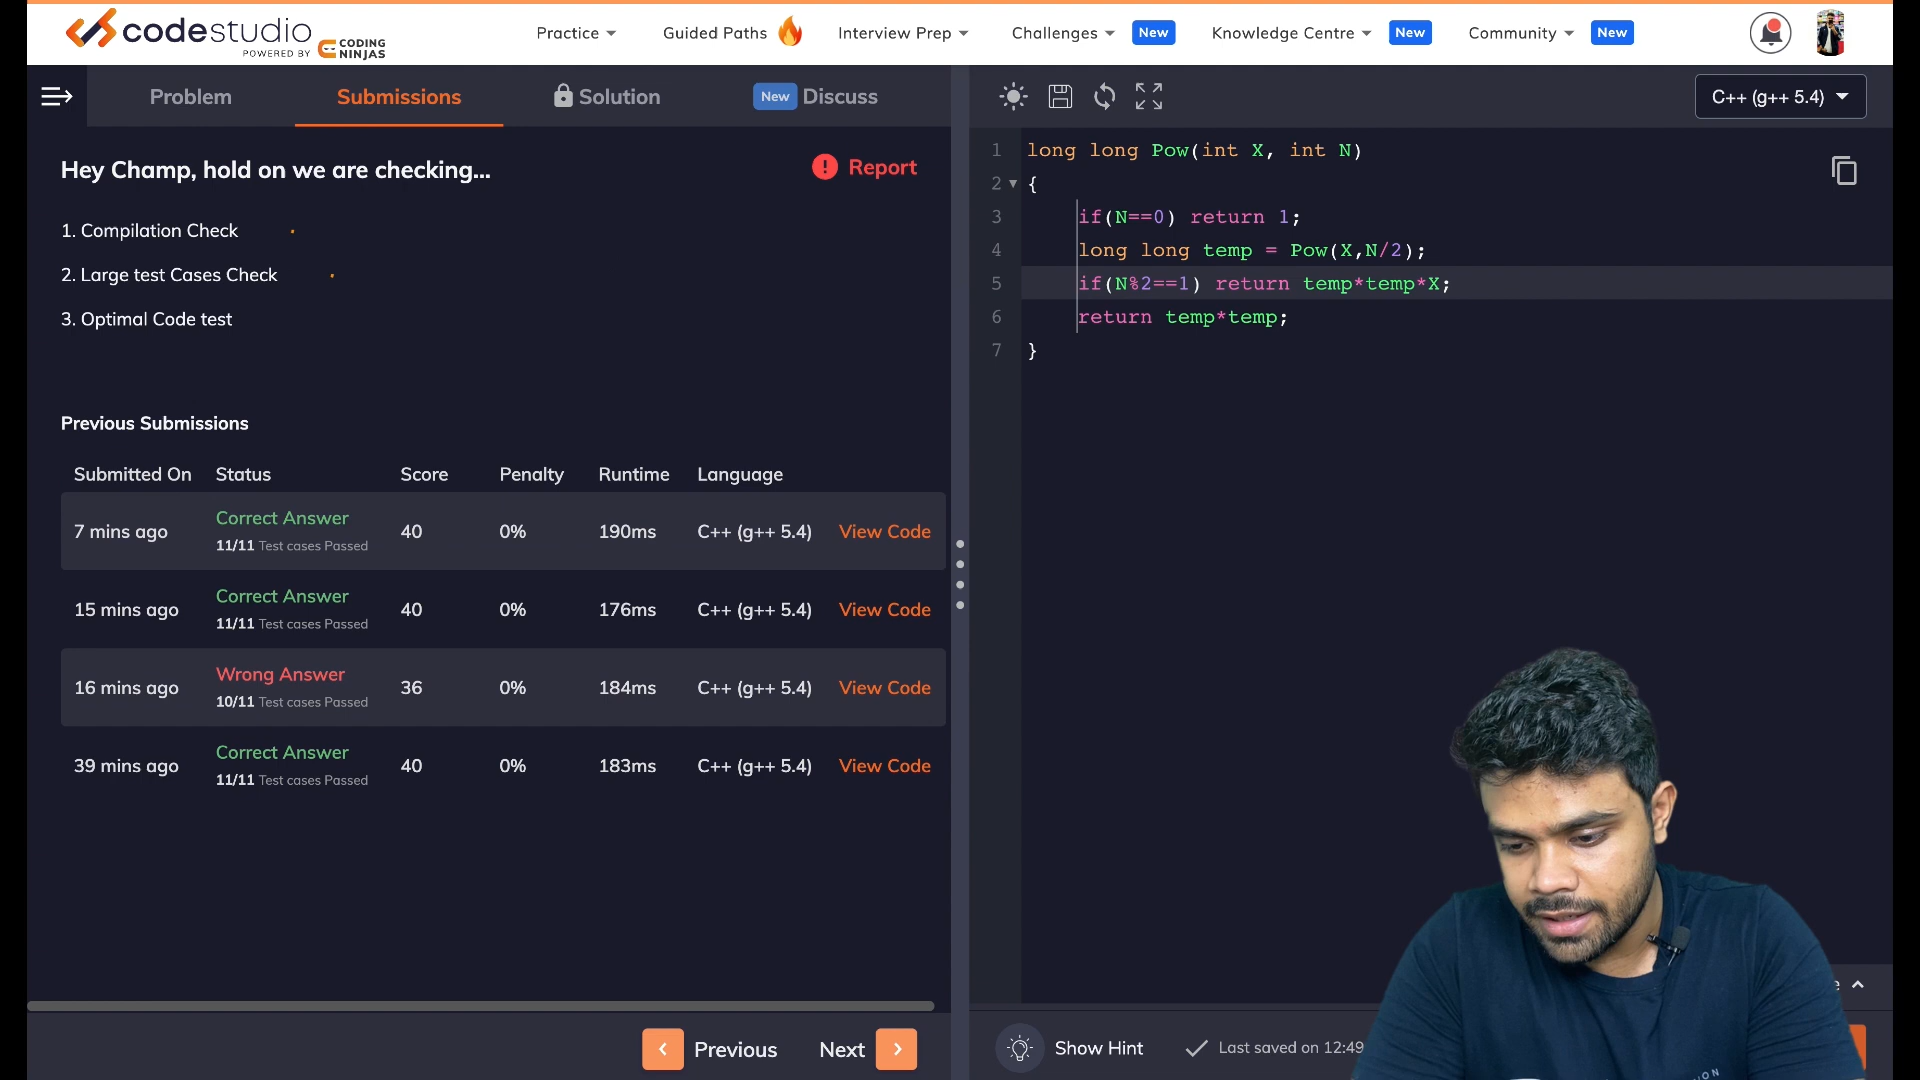 codestudio
POWERED BY CODING NINJAS
Practice
Guided Paths
Interview Prep
Challenges New
Knowledge Centre New
Community New
Problem
Submissions
Solution
New Discuss
C++ (g++ 5.4)
Hey Champ, hold on we are checking...
! Report
1. Compilation Check
2. Large test Cases Check
3. Optimal Code test
Previous Submissions
Submitted On Status Score Penalty Runtime Language
7 mins ago Correct Answer 40 0% 190ms C++ (g++ 5.4) View Code
11/11 Test cases Passed
15 mins ago Correct Answer 40 0% 176ms C++ (g++ 5.4) View Code
11/11 Test cases Passed
16 mins ago Wrong Answer 36 0% 184ms C++ (g++ 5.4) View Code
10/11 Test cases Passed
39 mins ago Correct Answer 40 0% 183ms C++ (g++ 5.4) View Code
11/11 Test cases Passed
Previous
Next
1 long long Pow(int X, int N)
2 {
3 if(N==0) return 1;
4 long long temp = Pow(X,N/2);
5 if(N%2==1) return temp*temp*X;
6 return temp*temp;
7 }
Show Hint
Last saved on 12:49